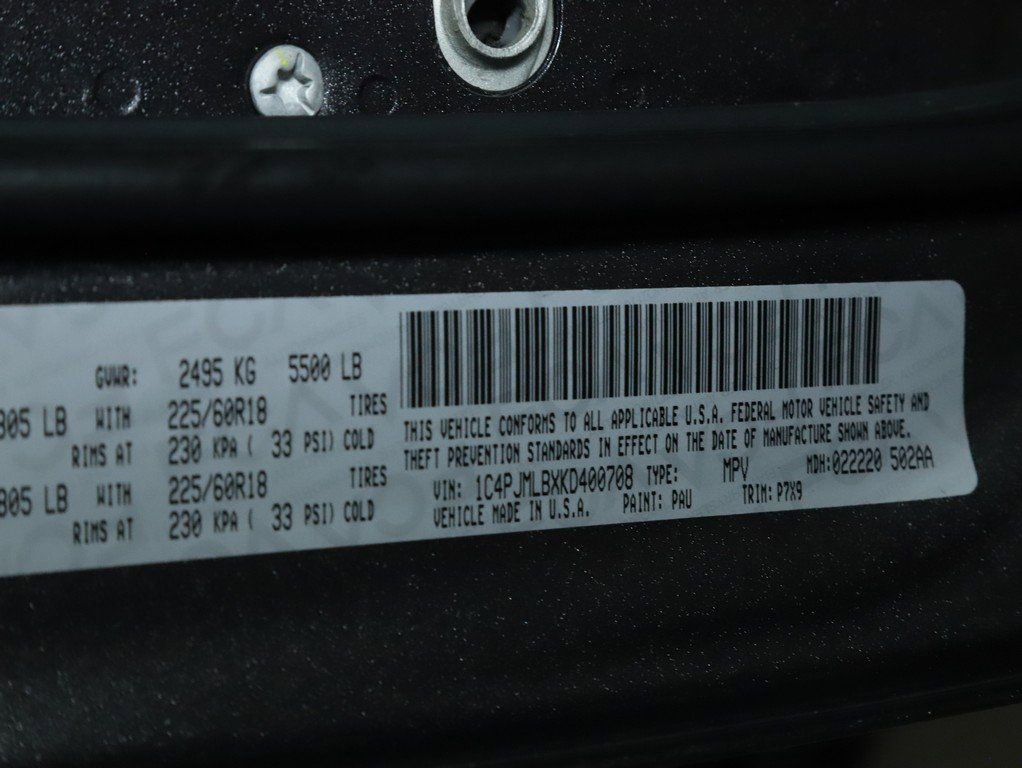 GVWR: 2495 KG 5500 LB
305 LB WITH 225/60R18 TIRES
RIMS AT 230 KPA ( 33 PSI) COLD
305 LB WITH 225/60R18 TIRES
RIMS AT 230 KPA ( 33 PSI) COLD
THIS VEHICLE CONFORMS TO ALL APPLICABLE U.S.A. FEDERAL MOTOR VEHICLE SAFETY AND
THEFT PREVENTION STANDARDS IN EFFECT ON THE DATE OF MANUFACTURE SHOWN ABOVE.
VIN: 1C4PJMLBXKD400708 TYPE: MPV MDH:022220 502AA
VEHICLE MADE IN U.S.A. PAINT: PAU TRIM: P7X9